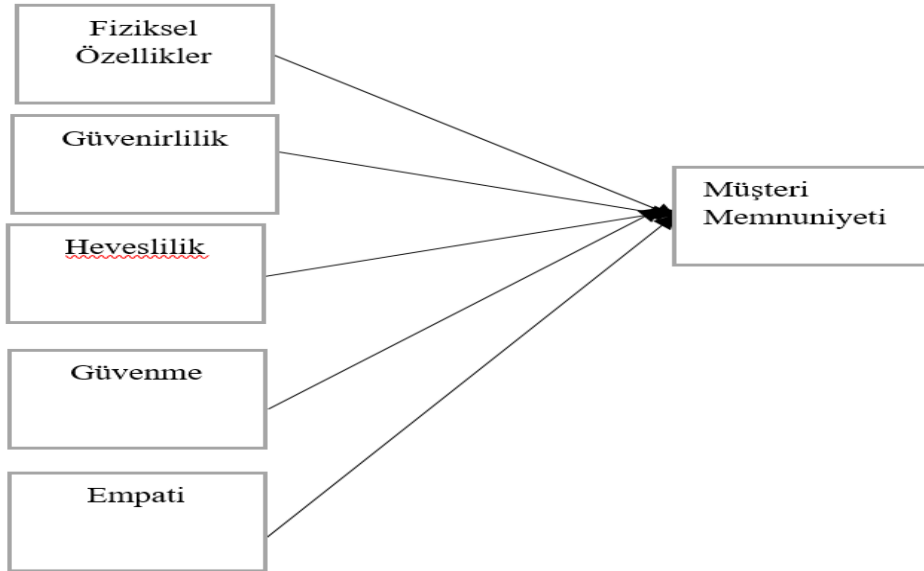 Fiziksel
Özellikler
Güvenirlilik
Heveslilik
Güvenme
Empati
Müşteri
Memnuniyeti